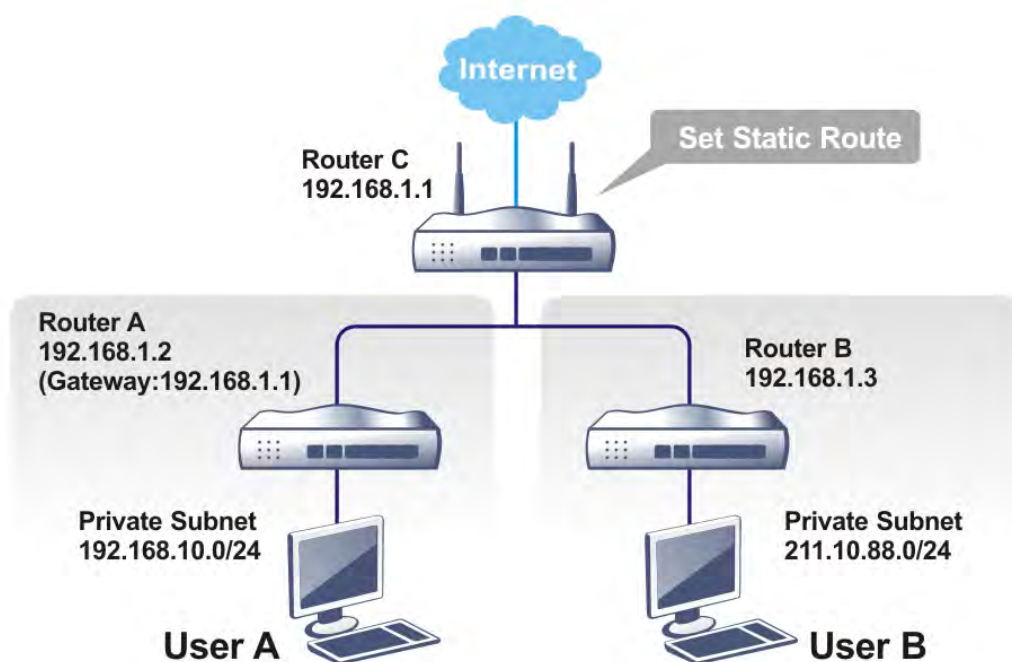 Internet
Set Static Route
Router C
192.168.1.1
Router A
192.168.1.2
(Gateway:192.168.1.1)
Router B
192.168.1.3
Private Subnet
192.168.10.0/24
Private Subnet
211.10.88.0/24
User A
User B